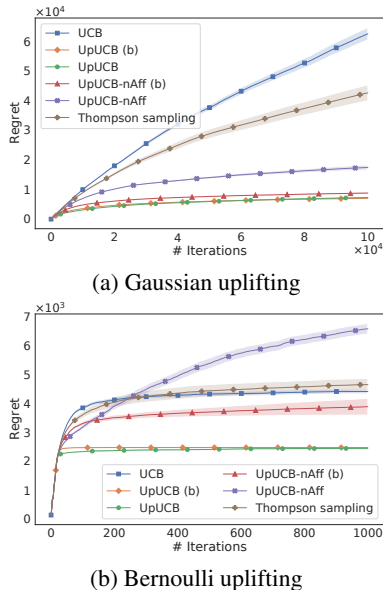 ×10⁴
6
5
4
3
2
1
0
Regret
UCB
UpUCB (b)
UpUCB
UpUCB-nAff (b)
UpUCB-nAff
Thompson sampling
0 2 4 6 8 10
×10⁴
# Iterations
(a) Gaussian uplifting
×10³
7
6
5
4
3
2
1
0
Regret
UCB UpUCB-nAff (b)
UpUCB (b) UpUCB-nAff
UpUCB Thompson sampling
0 200 400 600 800 1000
# Iterations
(b) Bernoulli uplifting